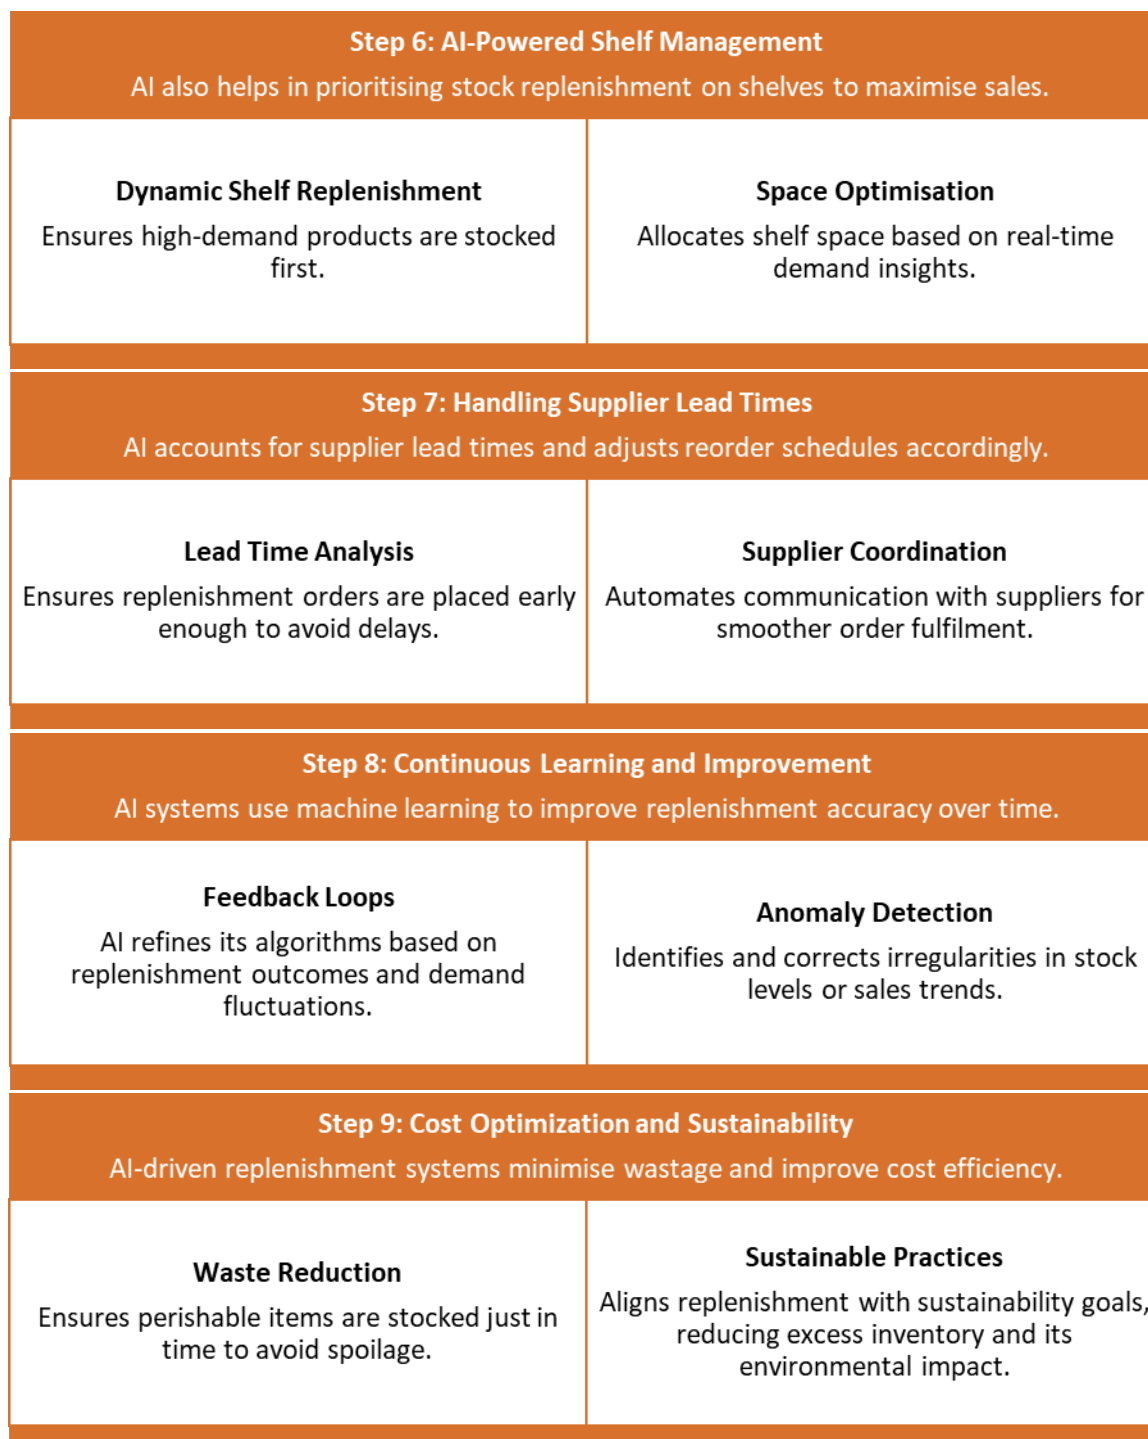 Step 6: AI-Powered Shelf Management
AI also helps in prioritising stock replenishment on shelves to maximise sales.
Dynamic Shelf Replenishment
Ensures high-demand products are stocked
first.
Space Optimisation
Allocates shelf space based on real-time
demand insights.
Step 7: Handling Supplier Lead Times
AI accounts for supplier lead times and adjusts reorder schedules accordingly.
Lead Time Analysis
Ensures replenishment orders are placed early
enough to avoid delays.
Supplier Coordination
Automates communication with suppliers for
smoother order fulfilment.
Step 8: Continuous Learning and Improvement
AI systems use machine learning to improve replenishment accuracy over time.
Feedback Loops
AI refines its algorithms based on
replenishment outcomes and demand
fluctuations.
Anomaly Detection
Identifies and corrects irregularities in stock
levels or sales trends.
Step 9: Cost Optimization and Sustainability
AI-driven replenishment systems minimise wastage and improve cost efficiency.
Waste Reduction
Ensures perishable items are stocked just in
time to avoid spoilage.
Sustainable Practices
Aligns replenishment with sustainability goals,
reducing excess inventory and its
environmental impact.